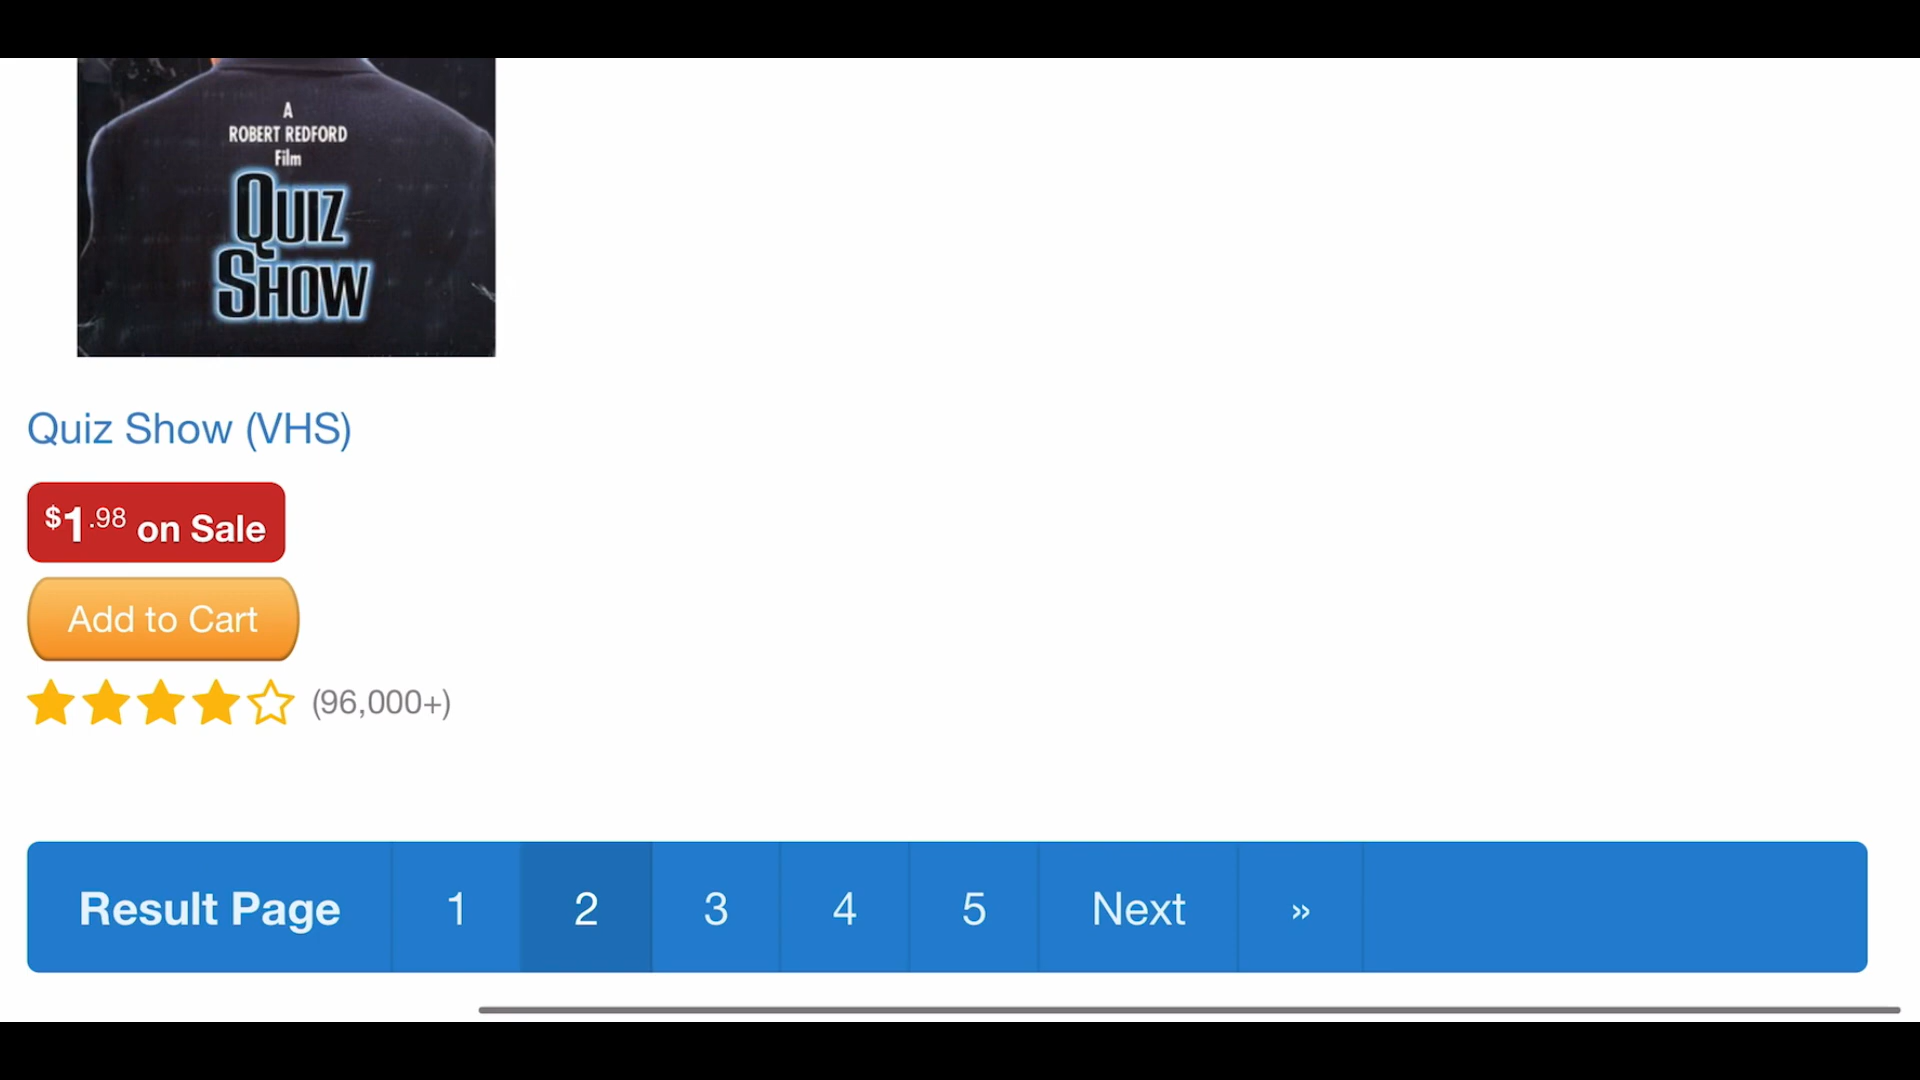 A
ROBERT REDFORD
Film
QUIZ
SHOW
Quiz Show (VHS)
$1.98 on Sale
Add to Cart
(96,000+)
Result Page 1 2 3 4 5 Next »